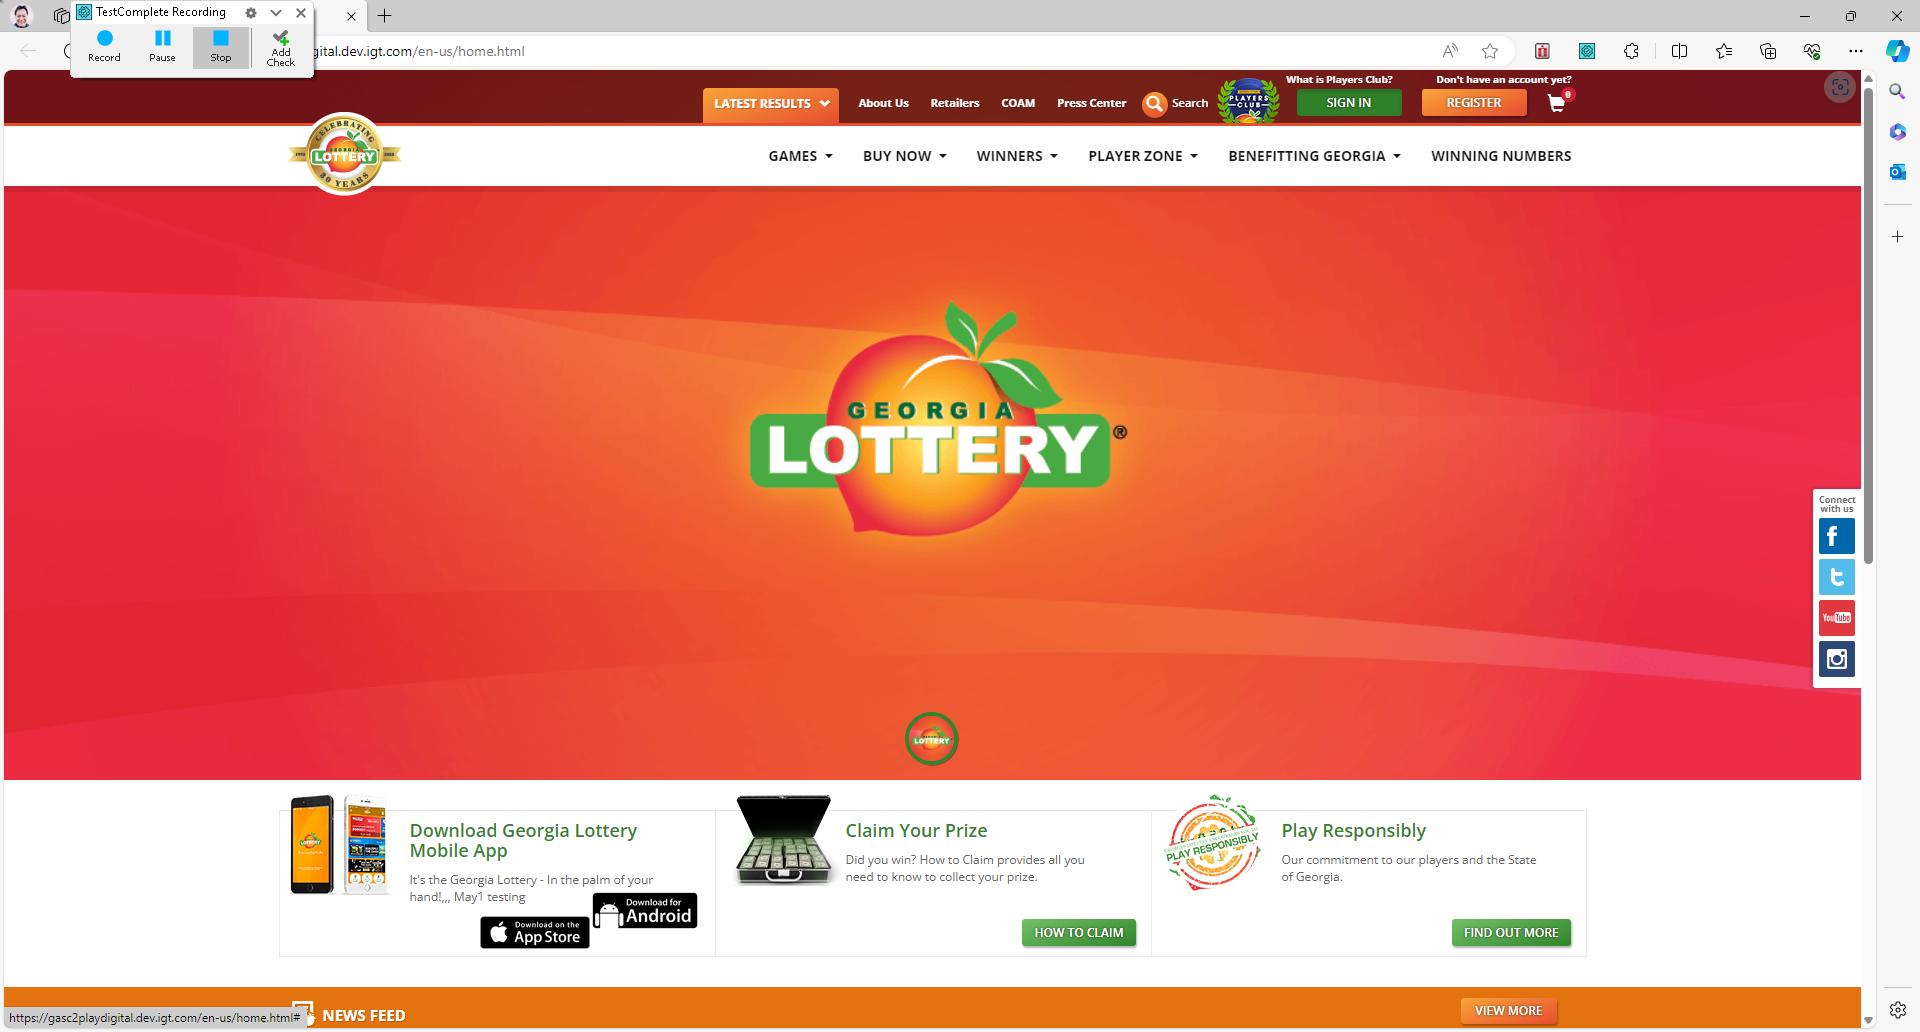 TestComplete Recording
Record
Pause
Stop
Add
Check
gital.dev.igt.com/en-us/home.html
What is Players Club?
Don't have an account yet?
LATEST RESULTS
About Us
Retailers
COAM
Press Center
Search
PLAYERS
CLUB
SIGN IN
REGISTER
0
CELEBRATING
GEORGIA
LOTTERY
30 YEARS
GAMES
BUY NOW
WINNERS
PLAYER ZONE
BENEFITTING GEORGIA
WINNING NUMBERS
GEORGIA
LOTTERY®
Connect
with us
You Tube
LOTTERY
Download Georgia Lottery
Mobile App
It's the Georgia Lottery - In the palm of your
hand!,,, May1 testing
Download on the
App Store
Download for
Android
LOTTERY
Claim Your Prize
Did you win? How to Claim provides all you
need to know to collect your prize.
HOW TO CLAIM
PLAY RESPONSIBLY
Play Responsibly
Our commitment to our players and the State
of Georgia.
FIND OUT MORE
NEWS FEED
VIEW MORE
https://gasc2playdigital.dev.igt.com/en-us/home.html#